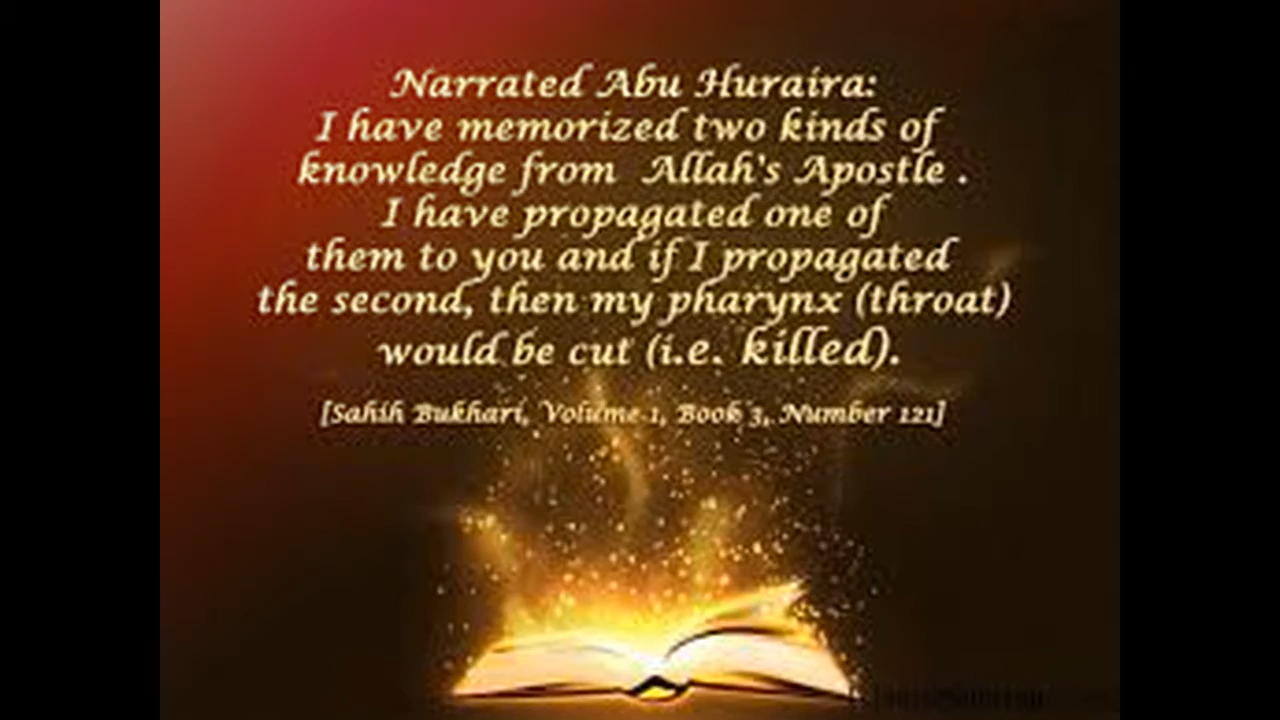 Narrated Abu Huraira:
I have memorized two kinds of
knowledge from Allah's Apostle .
I have propagated one of
them to you and if I propagated
the second, then my pharynx (throat)
would be cut (i.e. killed).
[Sahih Bukhari, Volume 1, Book 3, Number 121]